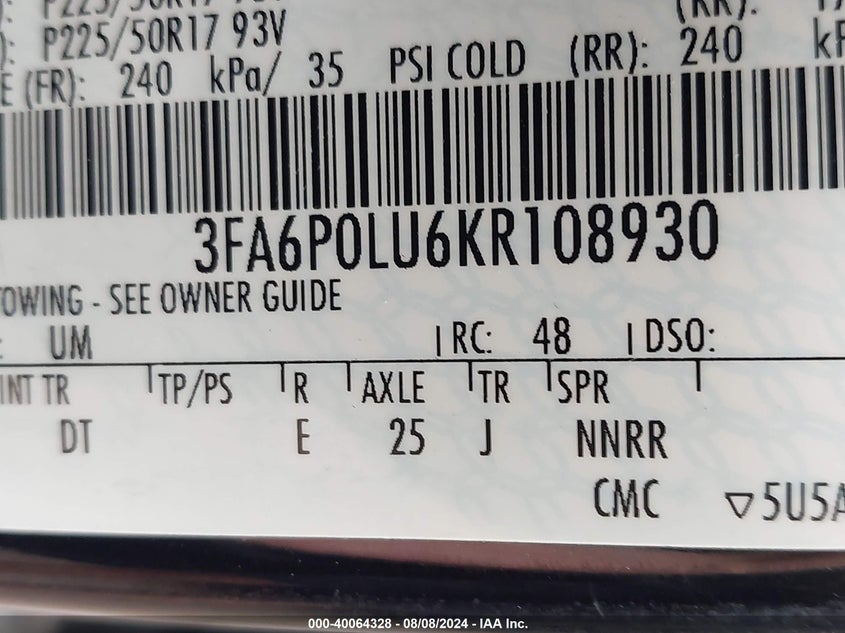 P225/50R17 93V
E (FR): 240 kPa/ 35 PSI COLD (RR): 240
3FA6P0LU6KR108930
OWING - SEE OWNER GUIDE
: UM RC: 48 DSO:
INT TR TP/PS R AXLE TR SPR
DT E 25 J NNRR
CMC ▽5U5A
000-40064328 - 08/08/2024 - IAA Inc.